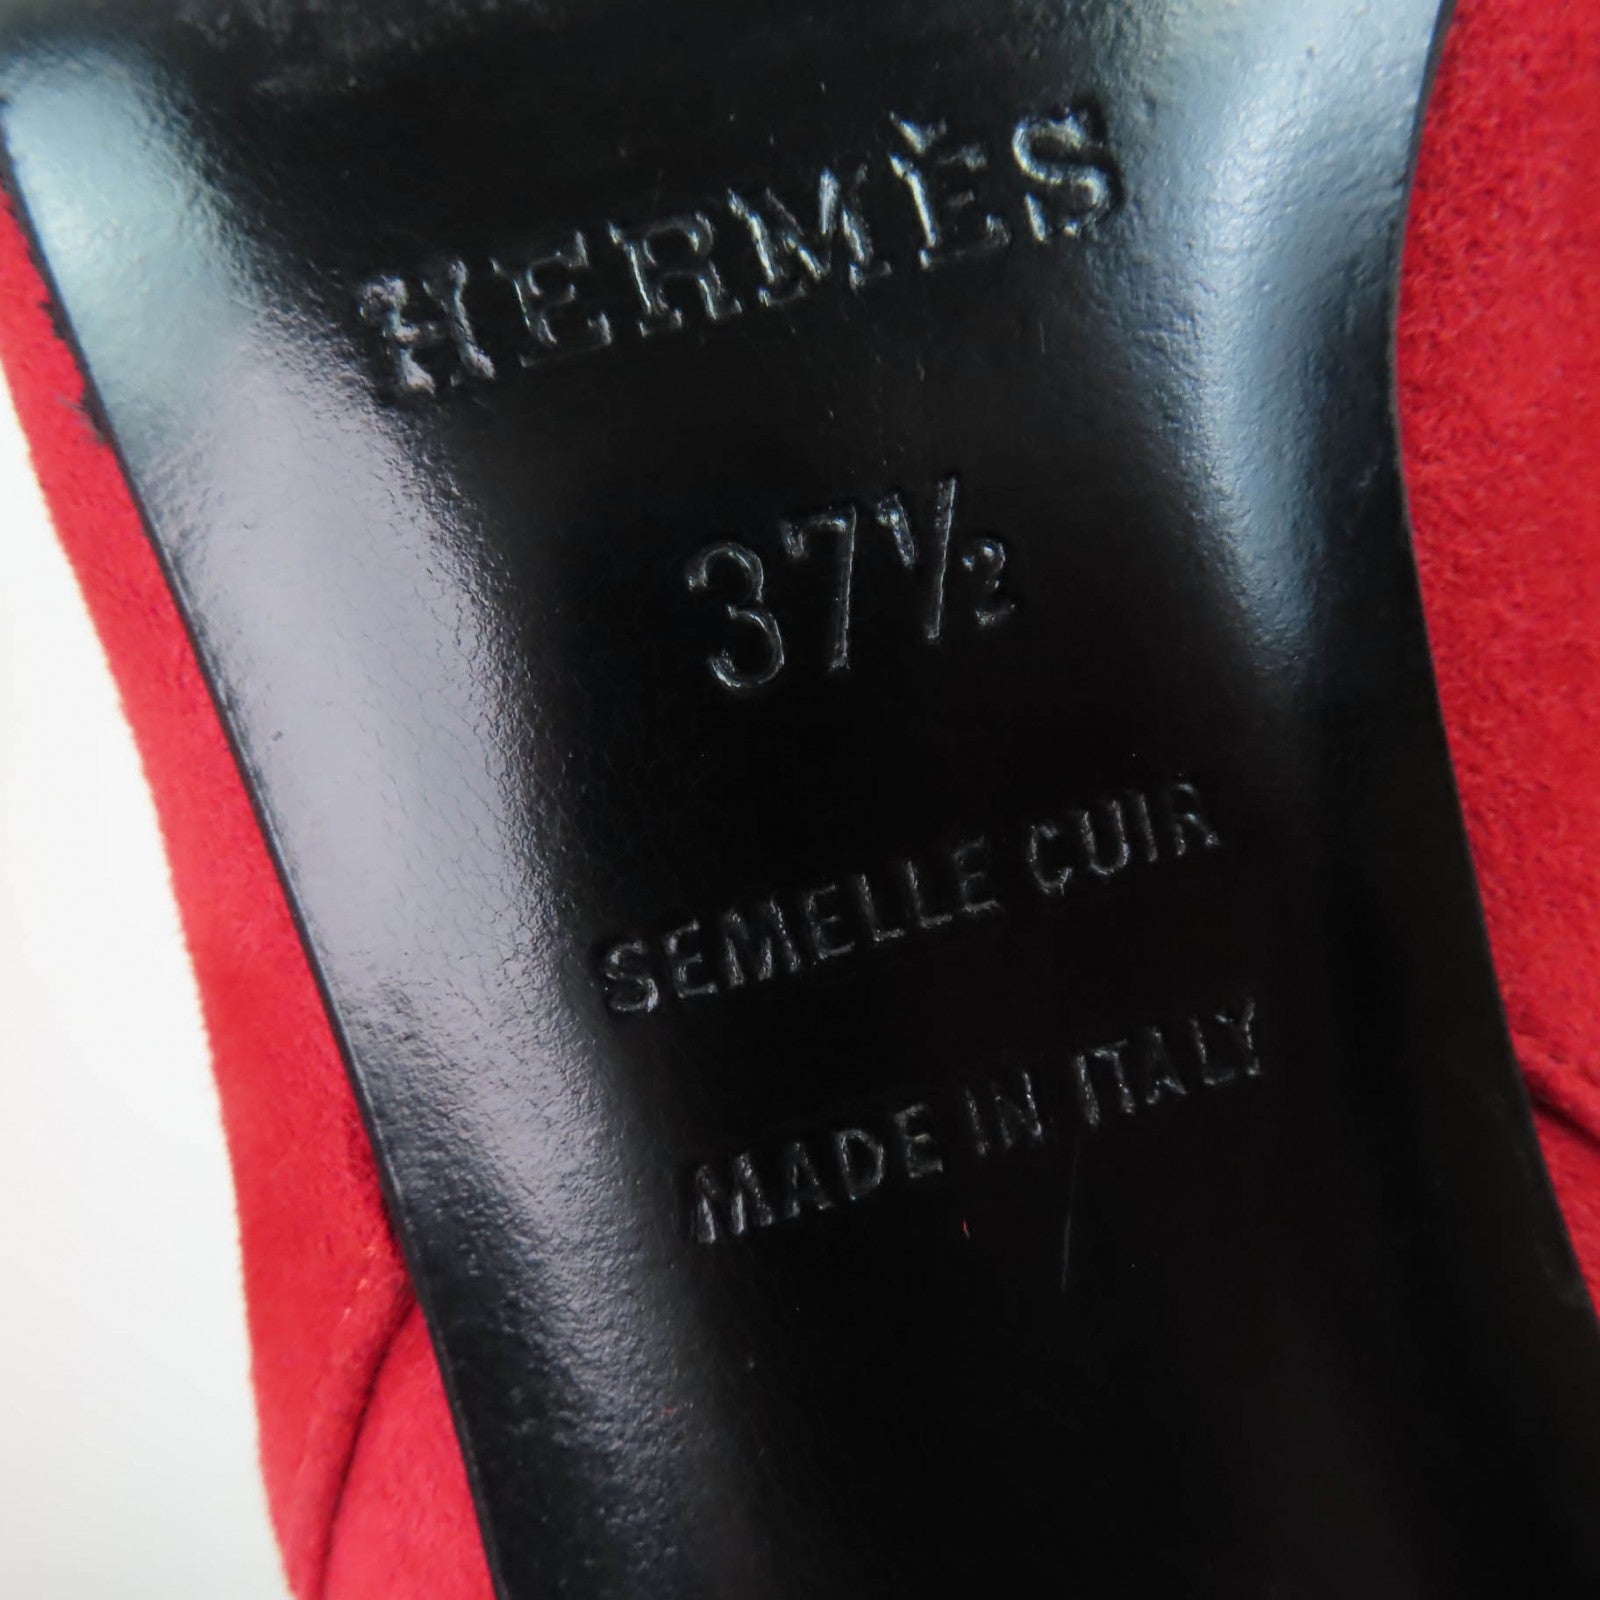 HERMÈS
37½
SEMELLE CUIR
MADE IN ITALY